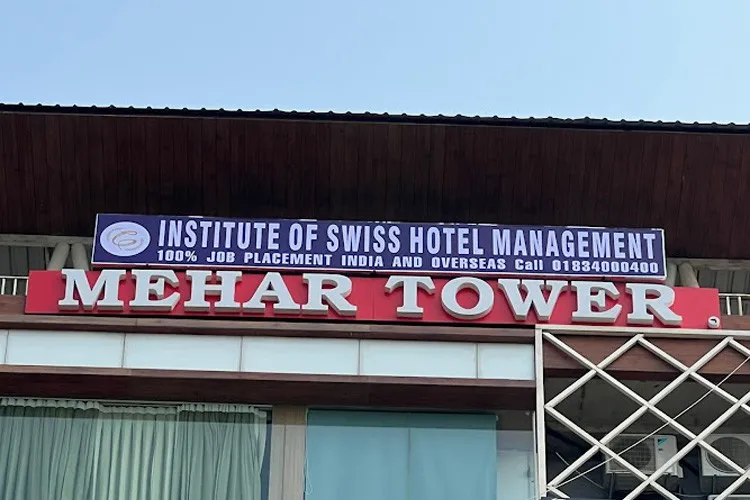 INSTITUTE OF SWISS HOTEL MANAGEMENT
100% JOB PLACEMENT INDIA AND OVERSEAS Call 01834000400
MEHAR TOWER